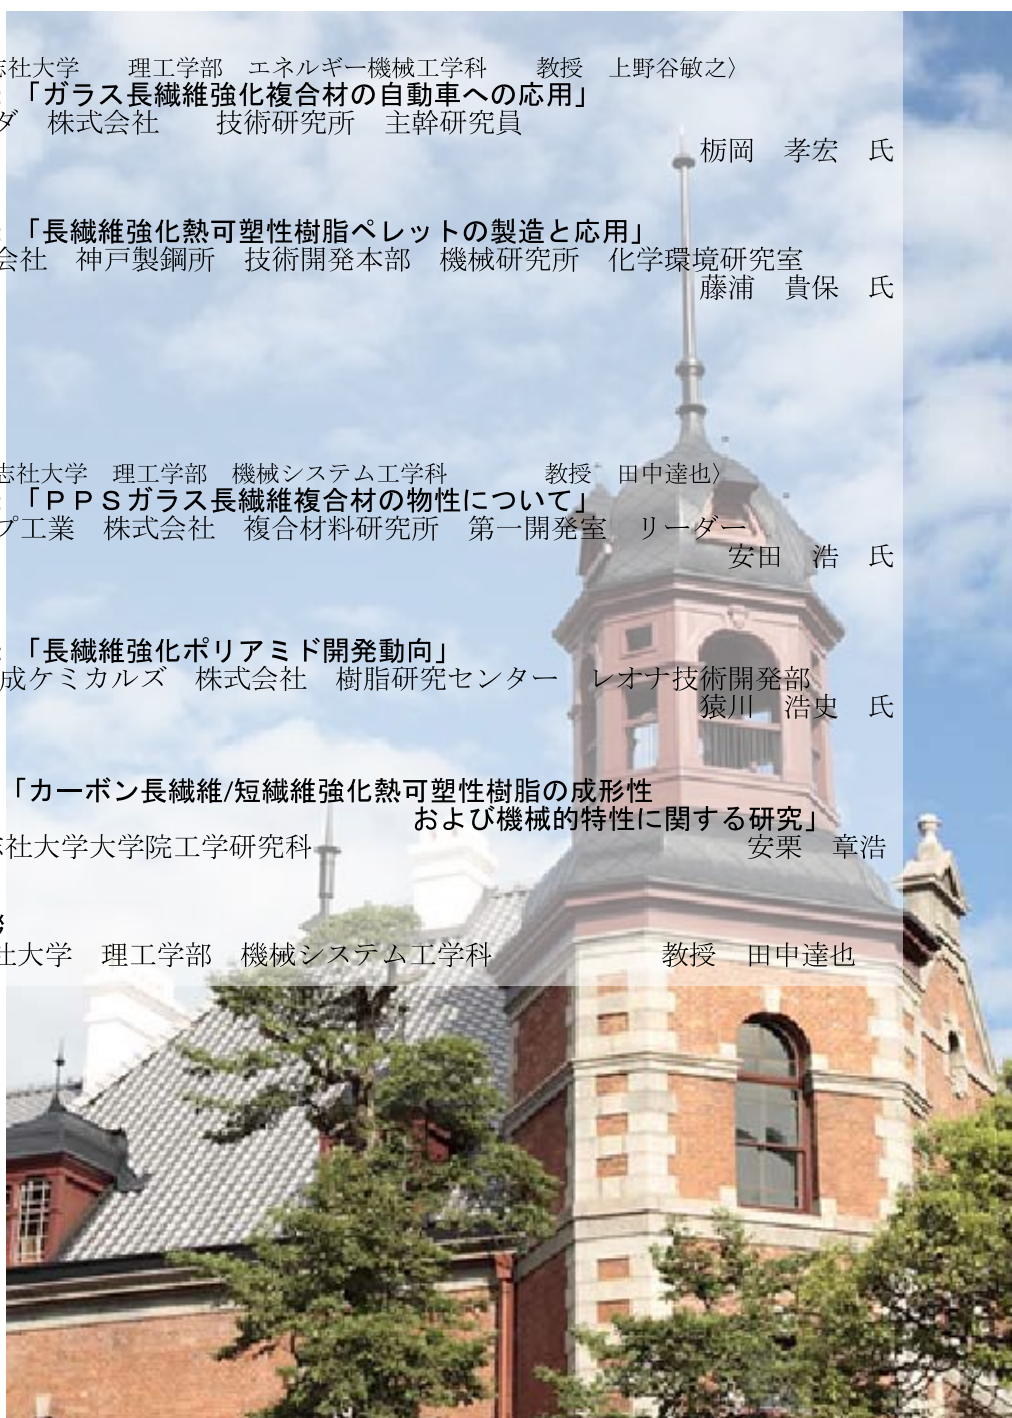 社大学　理工学部　エネルギー機械工学科　教授　上野谷敏之〉
「ガラス長繊維強化複合材の自動車への応用」
ダ　株式会社　技術研究所　主幹研究員
栃岡　孝宏　氏
「長繊維強化熱可塑性樹脂ペレットの製造と応用」
会社　神戸製鋼所　技術開発本部　機械研究所　化学環境研究室
藤浦　貴保　氏
志社大学　理工学部　機械システム工学科　教授　田中達也〉
：「ＰＰＳガラス長繊維複合材の物性について」
プ工業　株式会社　複合材料研究所　第一開発室　リーダー
安田　浩　氏
：「長繊維強化ポリアミド開発動向」
成ケミカルズ　株式会社　樹脂研究センター　レオナ技術開発部
猿川　浩史　氏
「カーボン長繊維/短繊維強化熱可塑性樹脂の成形性
および機械的特性に関する研究」
社大学大学院工学研究科　安栗　章浩
社大学　理工学部　機械システム工学科　教授　田中達也